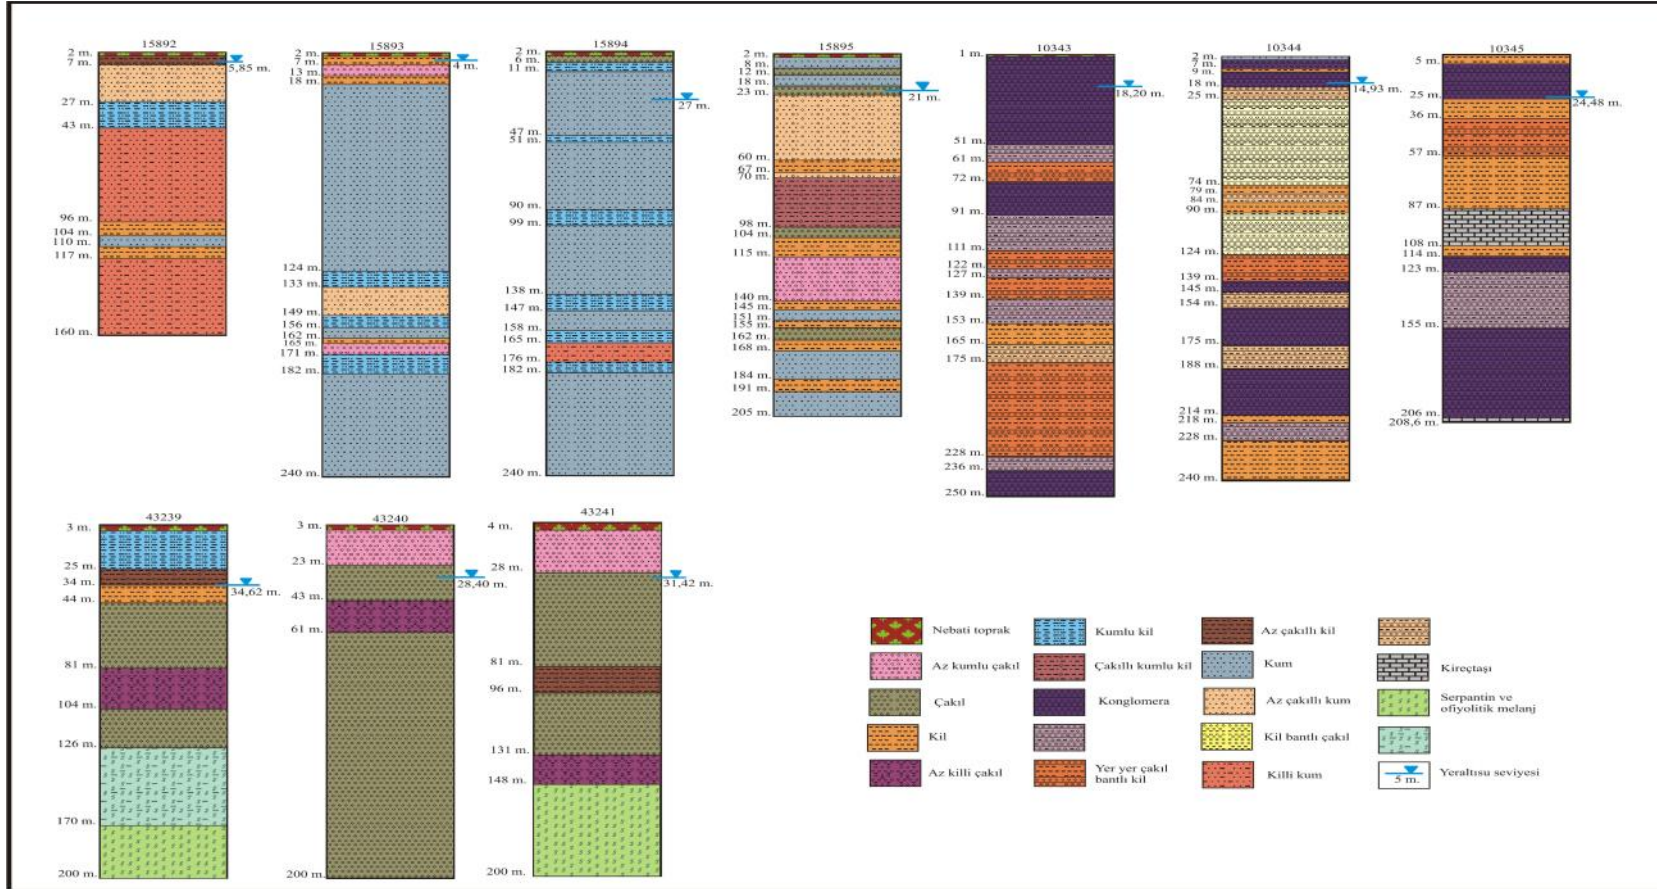 15892
2 m.
7 m.
5,85 m.
27 m.
43 m.
96 m.
104 m.
110 m.
117 m.
160 m.
15893
2 m.
7 m.
4 m.
13 m.
18 m.
124 m.
133 m.
149 m.
156 m.
162 m.
165 m.
171 m.
182 m.
240 m.
15894
2 m.
6 m.
11 m.
27 m.
47 m.
51 m.
90 m.
99 m.
138 m.
147 m.
158 m.
165 m.
176 m.
182 m.
240 m.
15895
2 m.
8 m.
12 m.
18 m.
23 m.
21 m.
60 m.
67 m.
70 m.
98 m.
104 m.
115 m.
140 m.
145 m.
151 m.
155 m.
162 m.
168 m.
184 m.
191 m.
205 m.
10343
1 m.
18,20 m.
51 m.
61 m.
72 m.
91 m.
111 m.
122 m.
127 m.
139 m.
153 m.
165 m.
175 m.
228 m.
236 m.
250 m.
10344
2 m.
7 m.
9 m.
18 m.
14,93 m.
25 m.
74 m.
79 m.
84 m.
90 m.
124 m.
139 m.
145 m.
154 m.
175 m.
188 m.
214 m.
218 m.
228 m.
240 m.
10345
5 m.
25 m.
24,48 m.
36 m.
57 m.
87 m.
108 m.
114 m.
123 m.
155 m.
206 m.
208,6 m.
43239
3 m.
25 m.
34 m.
34,62 m.
44 m.
81 m.
104 m.
126 m.
170 m.
200 m.
43240
3 m.
23 m.
28,40 m.
43 m.
61 m.
200 m.
43241
4 m.
28 m.
31,42 m.
81 m.
96 m.
131 m.
148 m.
200 m.
Nebati toprak
Az kumlu çakıl
Çakıl
Kil
Az killi çakıl
Kumlu kil
Çakıllı kumlu kil
Konglomera
Yer yer çakıl
bantlı kil
Az çakıllı kil
Kum
Az çakıllı kum
Kil bantlı çakıl
Killi kum
Kireçtaşı
Serpantin ve
ofiyolitik melanj
5 m.
Yeraltısu seviyesi